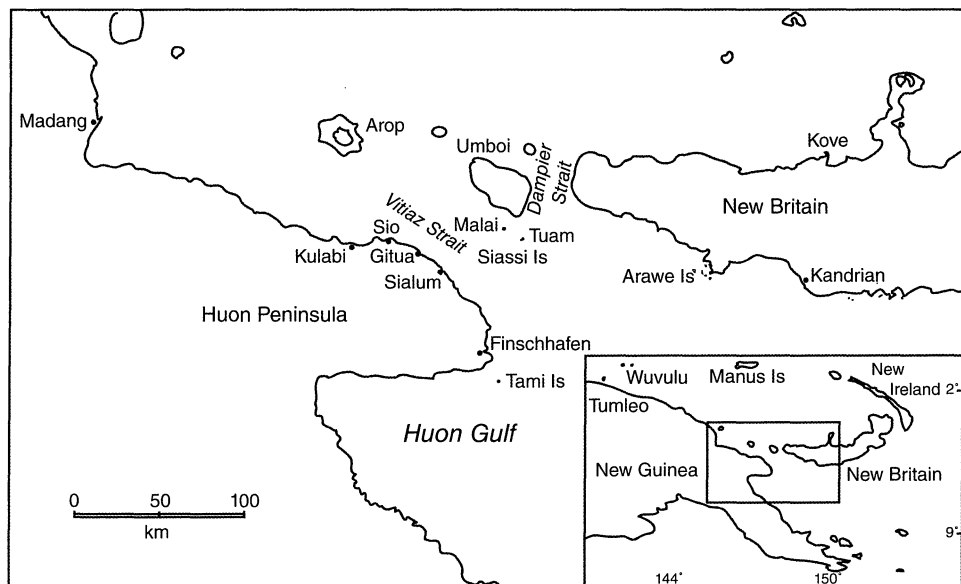 Madang
Arop
Umboi
Dampier
Strait
Kove
New Britain
Vitiaz Strait
Malai
Tuam
Siassi Is
Sio
Kulabi
Gitua
Sialum
Arawe Is
Kandrian
Huon Peninsula
Finschhafen
Tami Is
Huon Gulf
0 50 100
km
Wuvulu
Manus Is
New
Ireland
2°
Tumleo
New Guinea
New Britain
9°
144°
150°